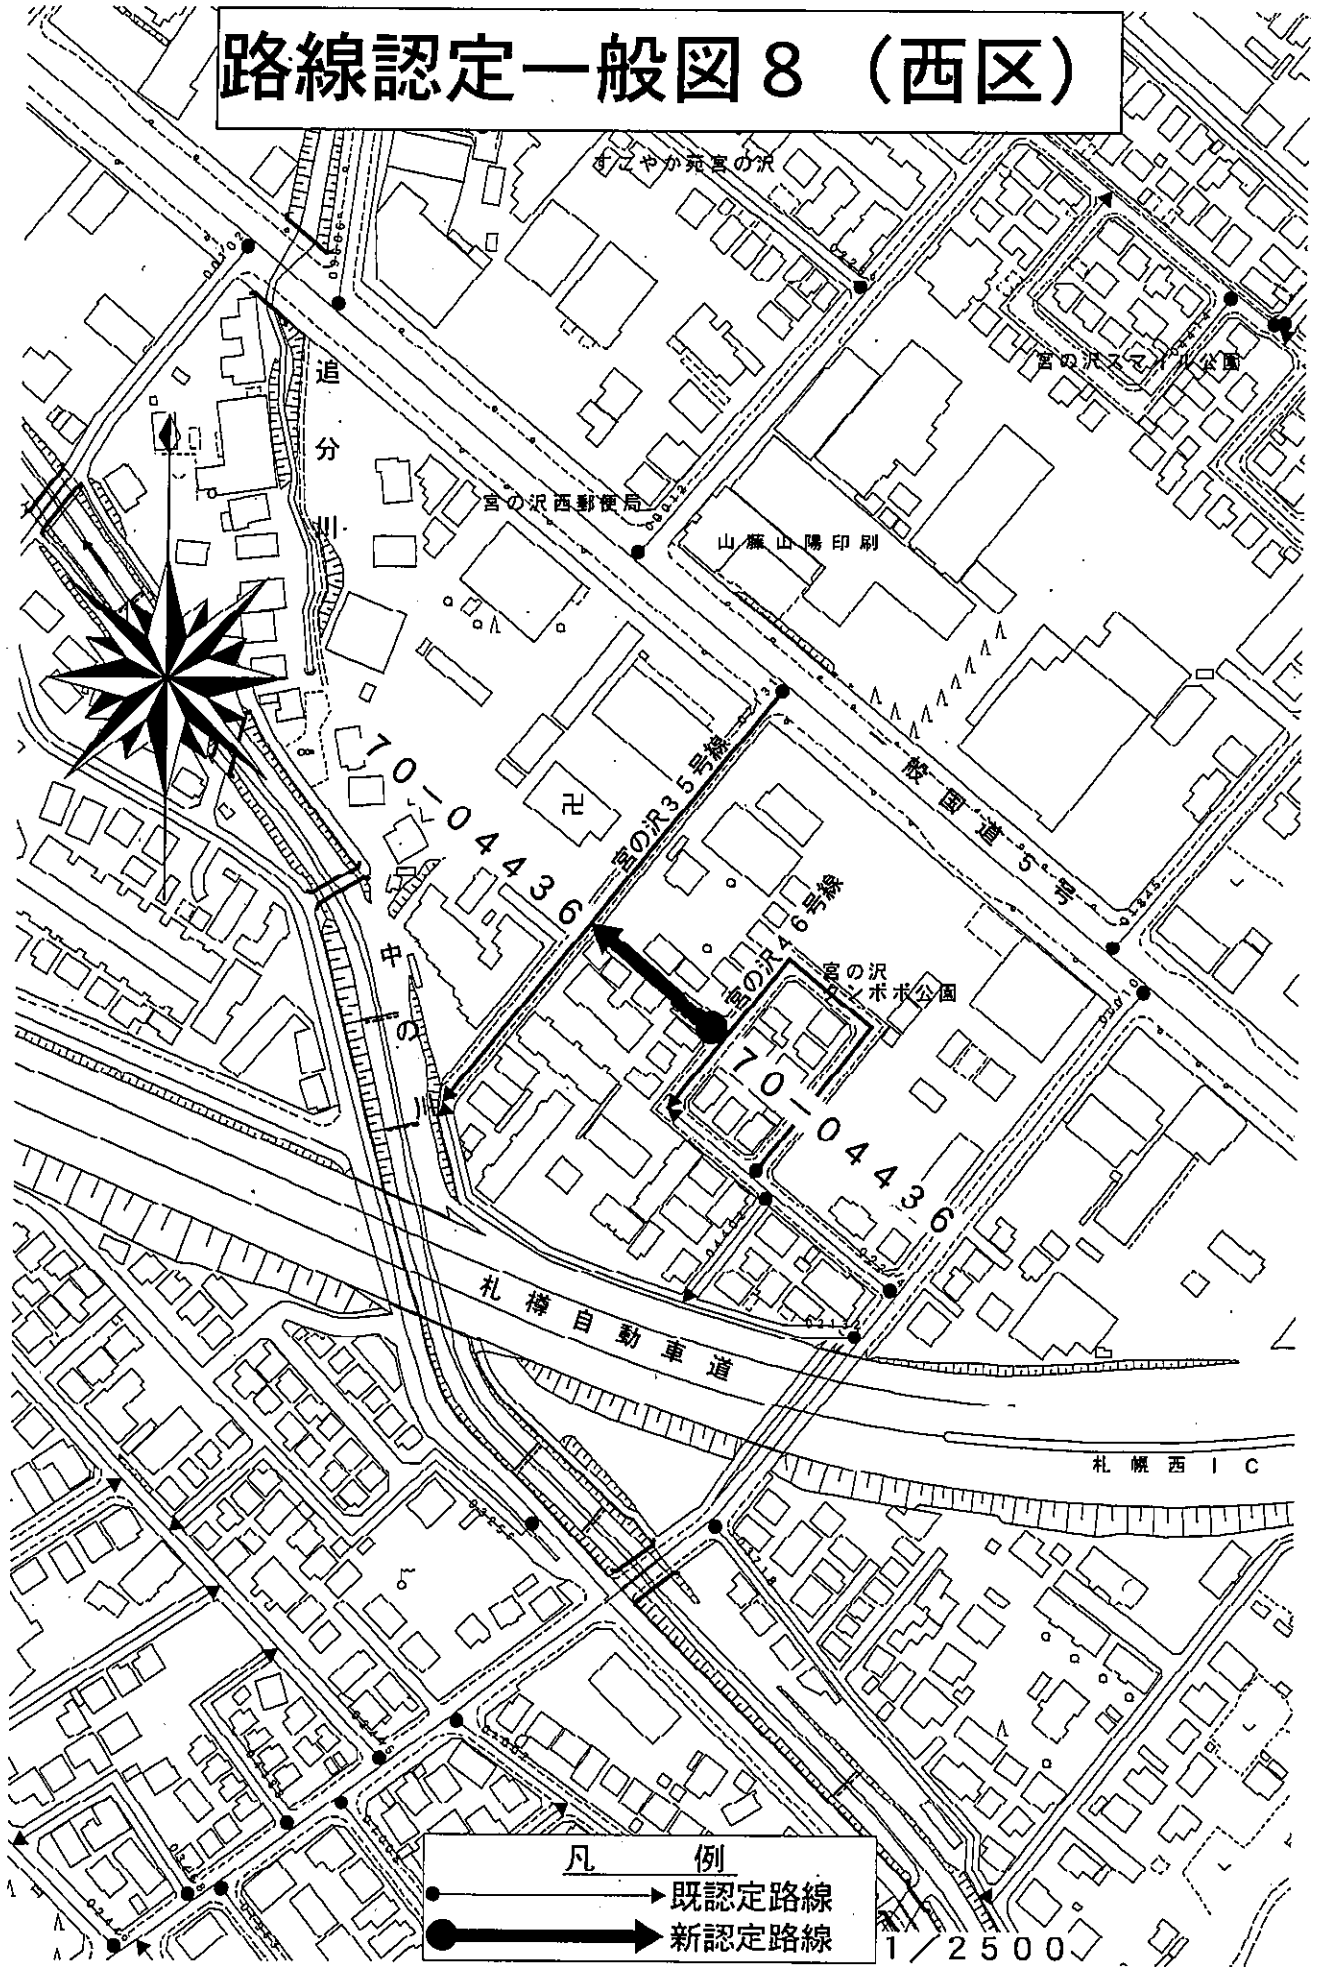 路線認定一般図8（西区）
すこやか苑宮の沢
宮の沢スマイル公園
追分川
宮の沢西郵便局
山藤山陽印刷
宮の沢35号線
70-04436
卍
一般国道5号
宮の沢46号線
宮の沢
タンポポ公園
中の川
70-04436
札樽自動車道
札幌西IC
凡例
既認定路線
新認定路線
1/2500